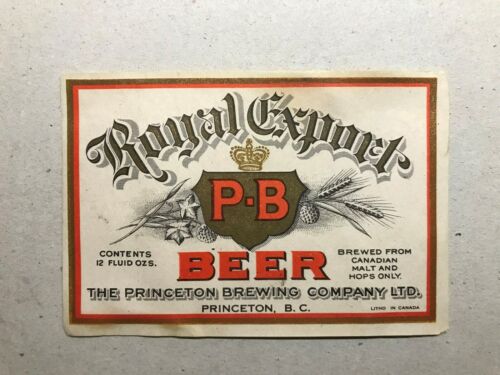 Royal Export
P·B
BEER
CONTENTS
12 FLUID OZS.
BREWED FROM
CANADIAN
MALT AND
HOPS ONLY.
THE PRINCETON BREWING COMPANY LTD.
PRINCETON, B. C.
LITHO IN CANADA